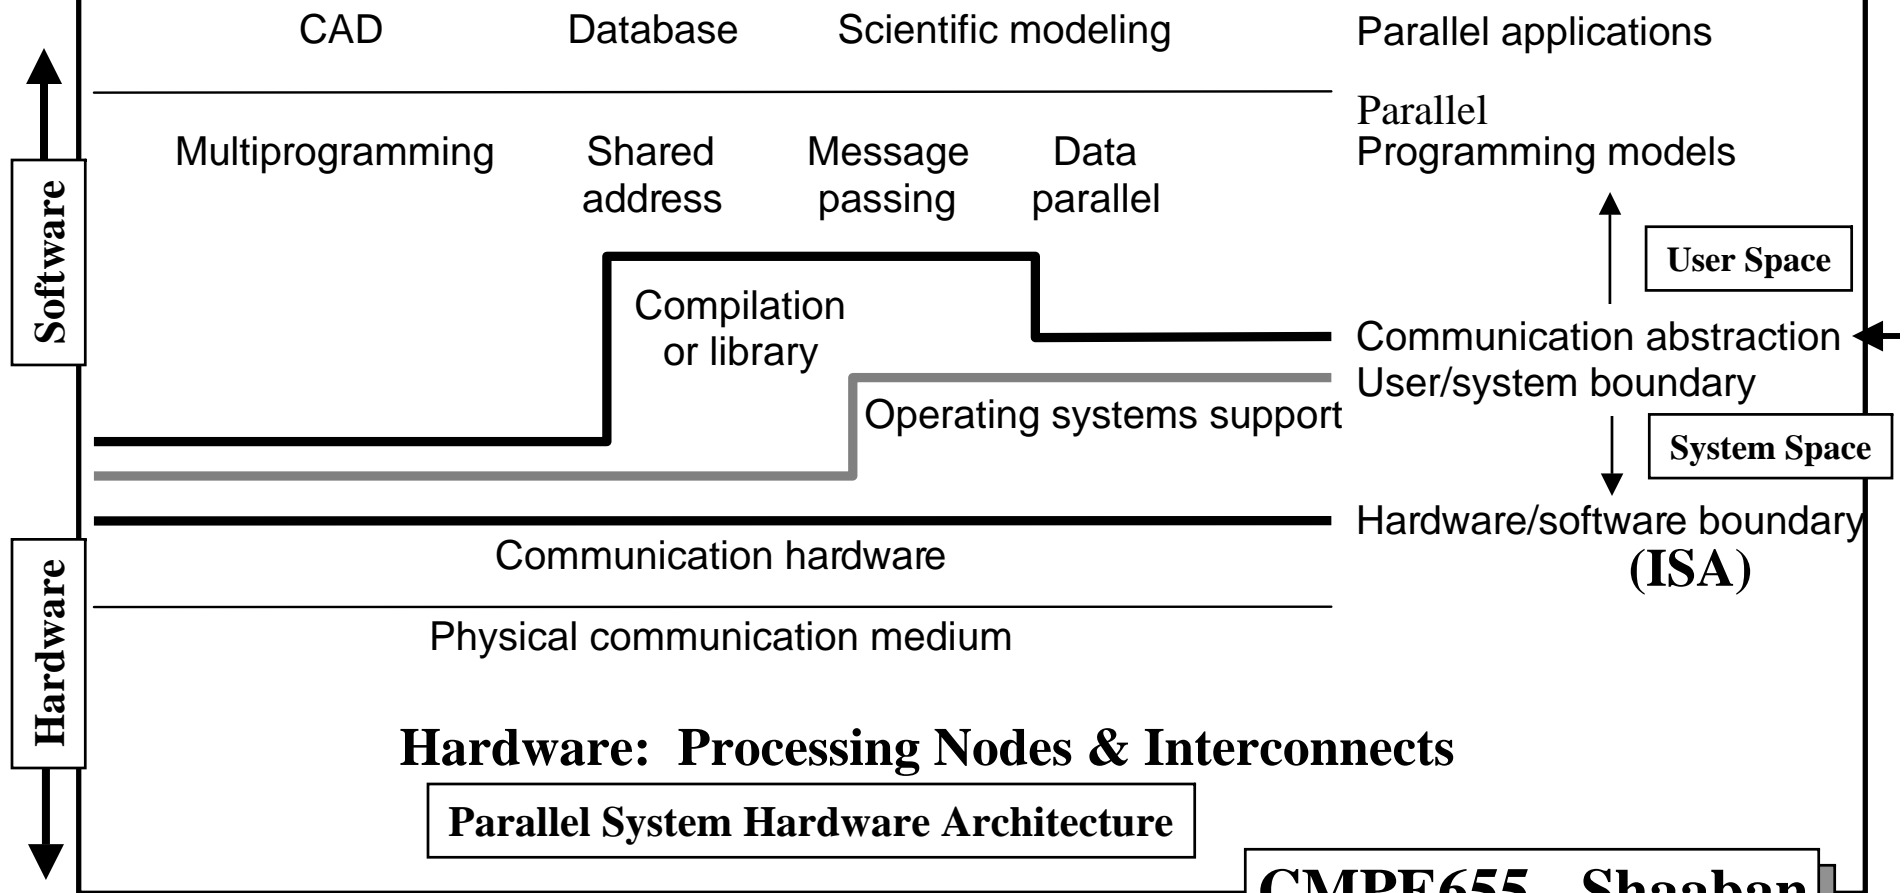 CAD Database Scientific modeling Parallel applications
Parallel
Multiprogramming Shared Message Data Programming models
address passing parallel
Software
User Space
Compilation
or library
Communication abstraction
User/system boundary
Operating systems support
System Space
Hardware/software boundary
(ISA)
Communication hardware
Hardware
Physical communication medium
Hardware: Processing Nodes & Interconnects
Parallel System Hardware Architecture
CMPE655 - Shaaban